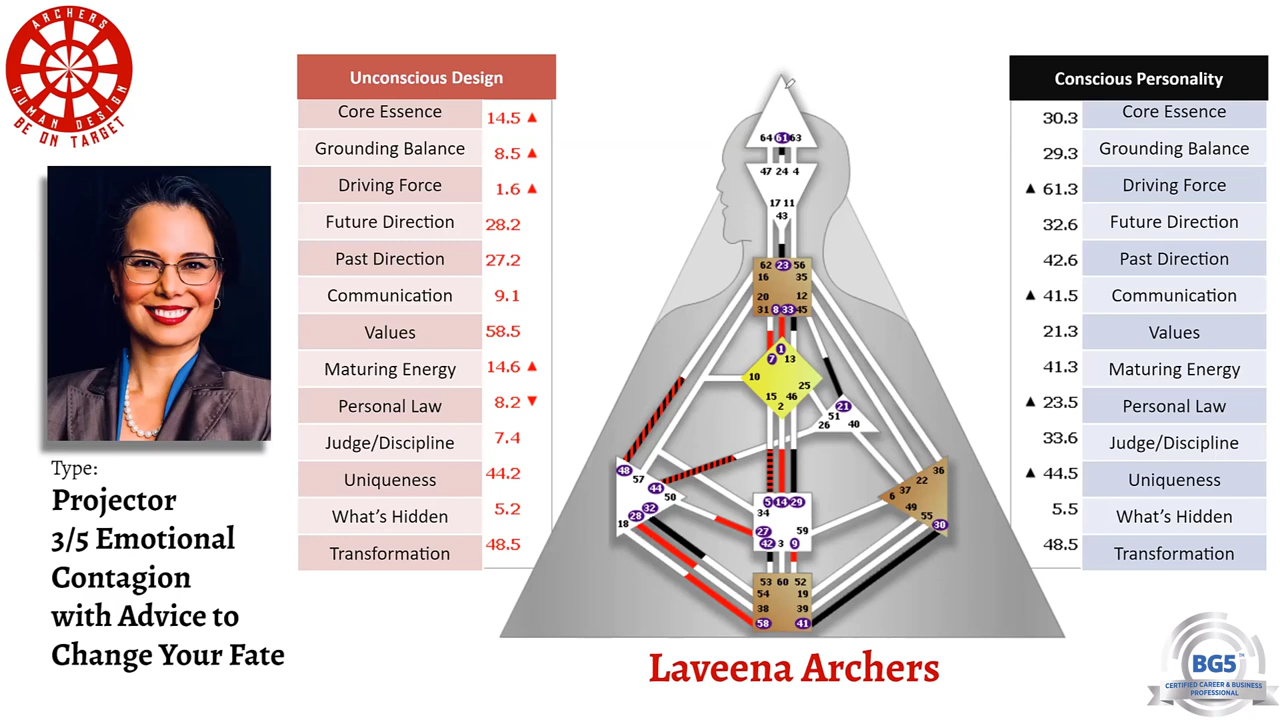 ARCHERS
HUMAN DESIGN
BE ON TARGET
Unconscious Design
Core Essence 14.5 ▲
Grounding Balance 8.5 ▲
Driving Force 1.6 ▲
Future Direction 28.2
Past Direction 27.2
Communication 9.1
Values 58.5
Maturing Energy 14.6 ▲
Personal Law 8.2 ▼
Judge/Discipline 7.4
Uniqueness 44.2
What's Hidden 5.2
Transformation 48.5
Type:
Projector
3/5 Emotional
Contagion
with Advice to
Change Your Fate
64 61 63
47 24 4
17 11
43
62 23 56
16 35
20 12
31 8 33 45
1
7 13
10
25
15 46
2
21
51
26 40
48
57
44
50
32
28
18
5 14 29
34
27 59
42 3 9
36
22
37
6
49
55
30
53 60 52
54 19
38 39
58 41
Laveena Archers
Conscious Personality
30.3 Core Essence
29.3 Grounding Balance
▲ 61.3 Driving Force
32.6 Future Direction
42.6 Past Direction
▲ 41.5 Communication
21.3 Values
41.3 Maturing Energy
▲ 23.5 Personal Law
33.6 Judge/Discipline
▲ 44.5 Uniqueness
5.5 What's Hidden
48.5 Transformation
BG5™
CERTIFIED CAREER & BUSINESS
PROFESSIONAL